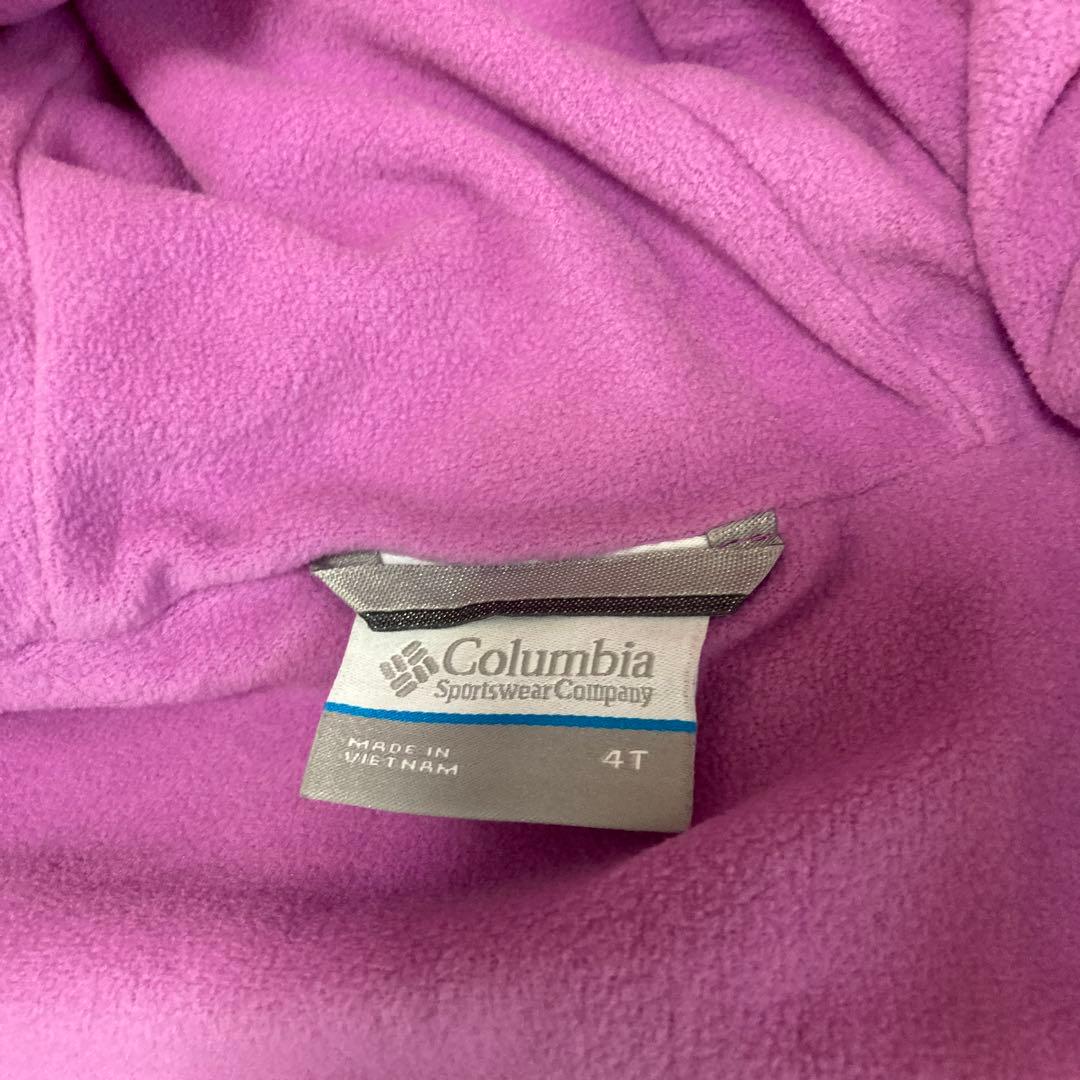 Columbia
Sportswear Company
MADE IN
VIETNAM
4T